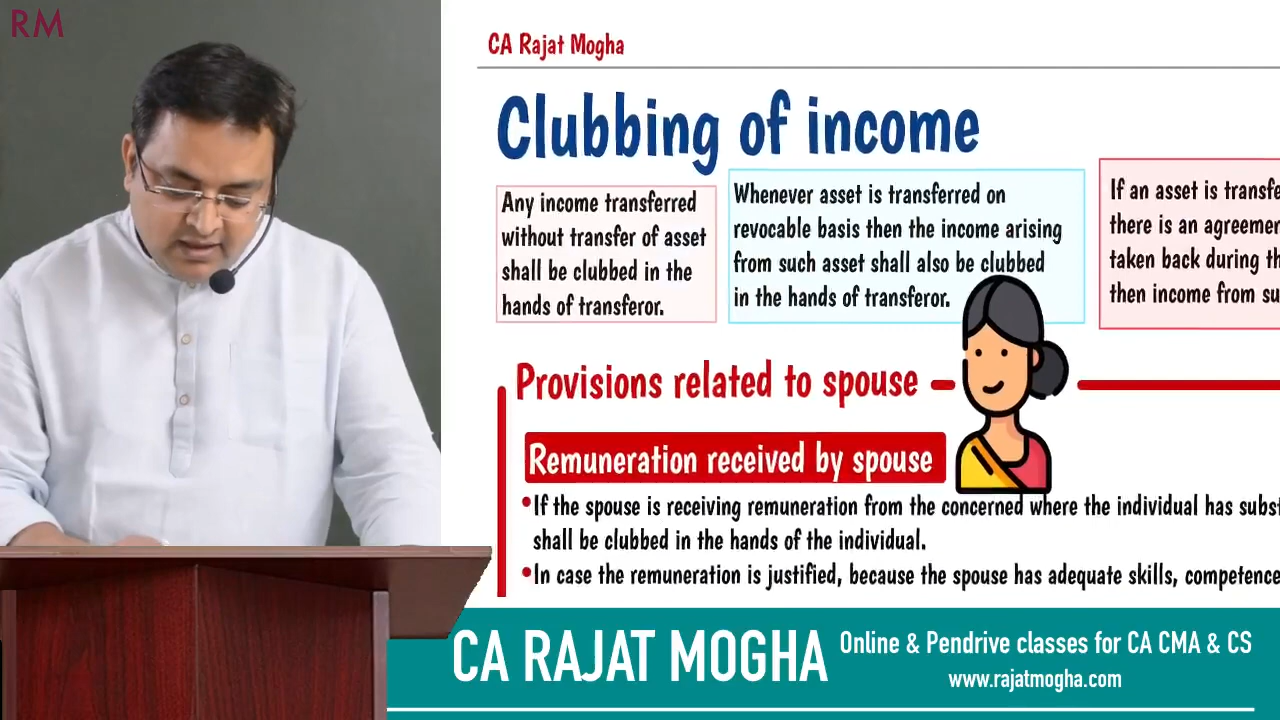 RM
CA Rajat Mogha
Clubbing of income
Any income transferred
without transfer of asset
shall be clubbed in the
hands of transferor.
Whenever asset is transferred on
revocable basis then the income arising
from such asset shall also be clubbed
in the hands of transferor.
If an asset is transfe
there is an agreemer
taken back during th
then income from su
Provisions related to spouse
Remuneration received by spouse
•If the spouse is receiving remuneration from the concerned where the individual has subst
shall be clubbed in the hands of the individual.
•In case the remuneration is justified, because the spouse has adequate skills, competence
CA RAJAT MOGHA
Online & Pendrive classes for CA CMA & CS
www.rajatmogha.com